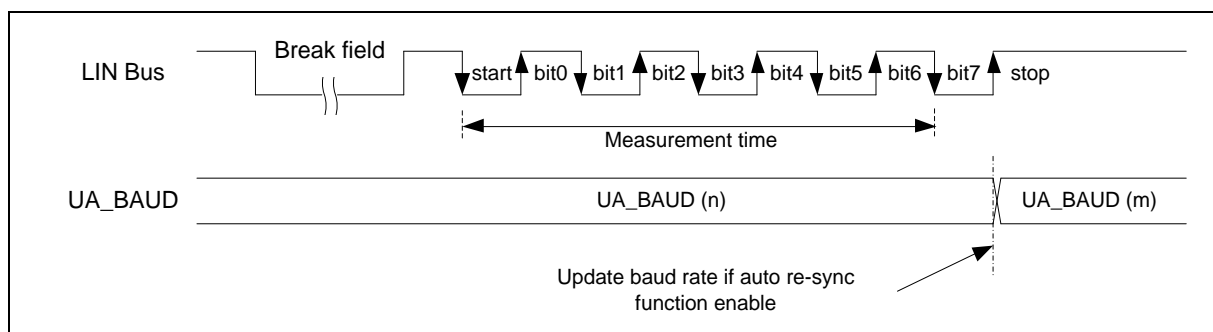 Break field
LIN Bus
start bit0 bit1 bit2 bit3 bit4 bit5 bit6 bit7 stop
Measurement time
UA_BAUD
UA_BAUD (n)
UA_BAUD (m)
Update baud rate if auto re-sync
function enable